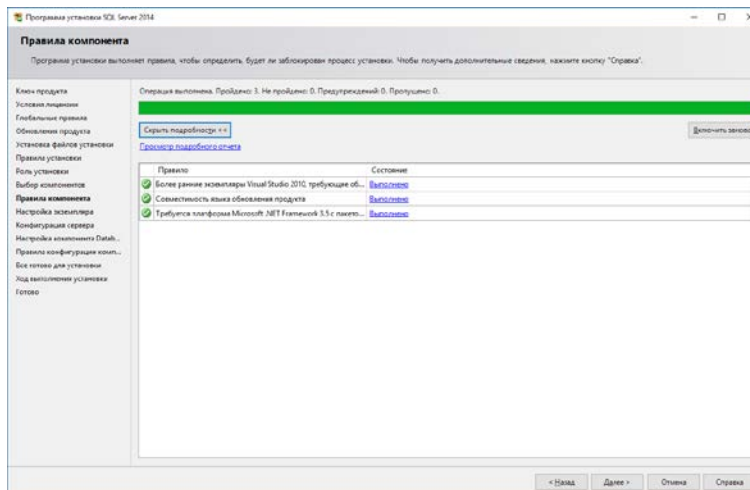 Программа установки SQL Server 2014
Правила компонента
Программа установки выполняет правила, чтобы определить, будет ли заблокирован процесс установки. Чтобы получить дополнительные сведения, нажмите кнопку "Справка".
Ключ продукта
Условия лицензии
Глобальные правила
Обновления продукта
Установка файлов установки
Правила установки
Роль установки
Выбор компонентов
Правила компонента
Настройка экземпляра
Конфигурация сервера
Настройка компонента Datab...
Правила конфигурации комп...
Все готово для установки
Ход выполнения установки
Готово
Операция выполнена. Пройдено: 3. Не пройдено: 0. Предупреждений: 0. Пропущено: 0.
Скрыть подробности <<
Включить заново
Просмотр подробного отчета
Правило Состояние
Более ранние экземпляры Visual Studio 2010, требующие об... Выполнено
Совместимость языка обновления продукта Выполнено
Требуется платформа Microsoft .NET Framework 3.5 с пакето... Выполнено
< Назад Далее > Отмена Справка